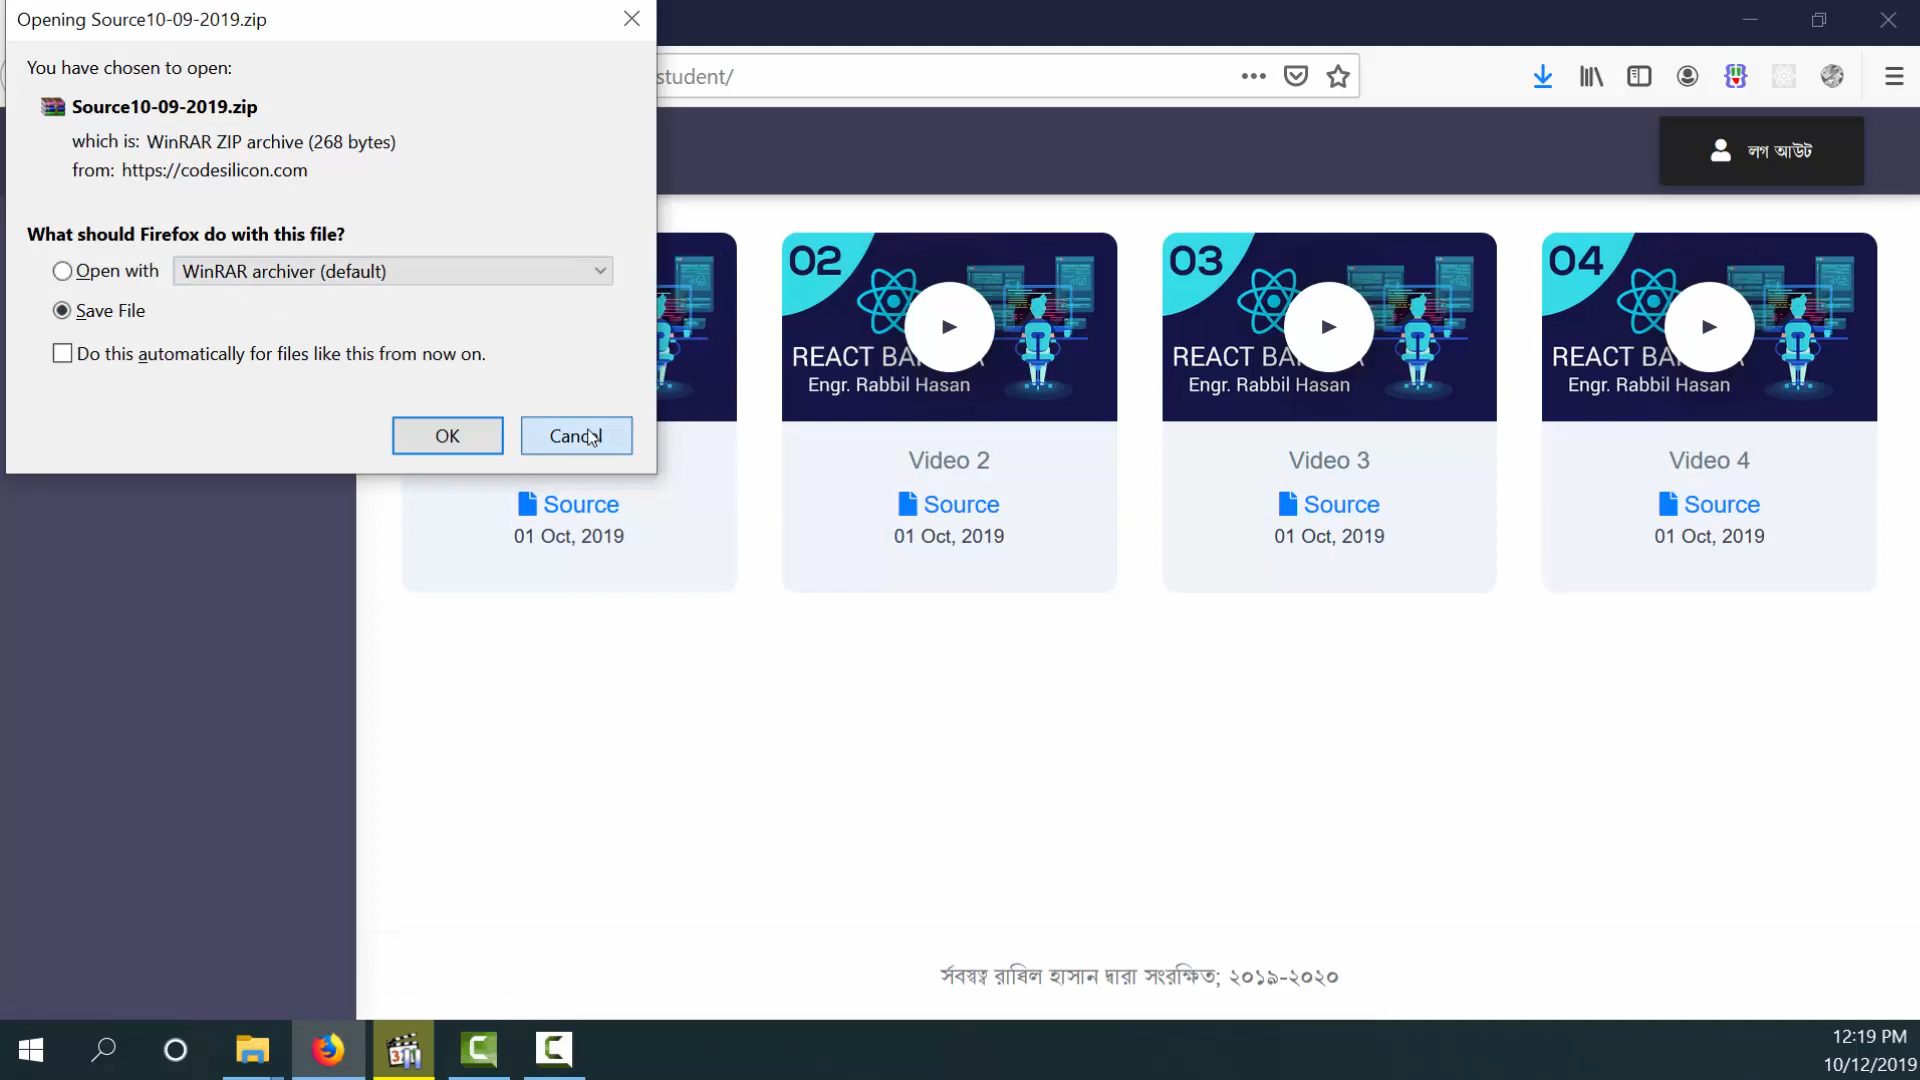 Opening Source10-09-2019.zip
You have chosen to open:
Source10-09-2019.zip
which is: WinRAR ZIP archive (268 bytes)
from: https://codesilicon.com
What should Firefox do with this file?
Open with WinRAR archiver (default)
Save File
Do this automatically for files like this from now on.
OK Cancel
student/
লগ আউট
02
REACT BA
Engr. Rabbil Hasan
Video 2
Source
01 Oct, 2019
03
REACT BA
Engr. Rabbil Hasan
Video 3
Source
01 Oct, 2019
04
REACT BA
Engr. Rabbil Hasan
Video 4
Source
01 Oct, 2019
Source
01 Oct, 2019
র্সবস্বত্ব রাব্বিল হাসান দ্বারা সংরক্ষিত; ২০১৯-২০২০
12:19 PM
10/12/2019